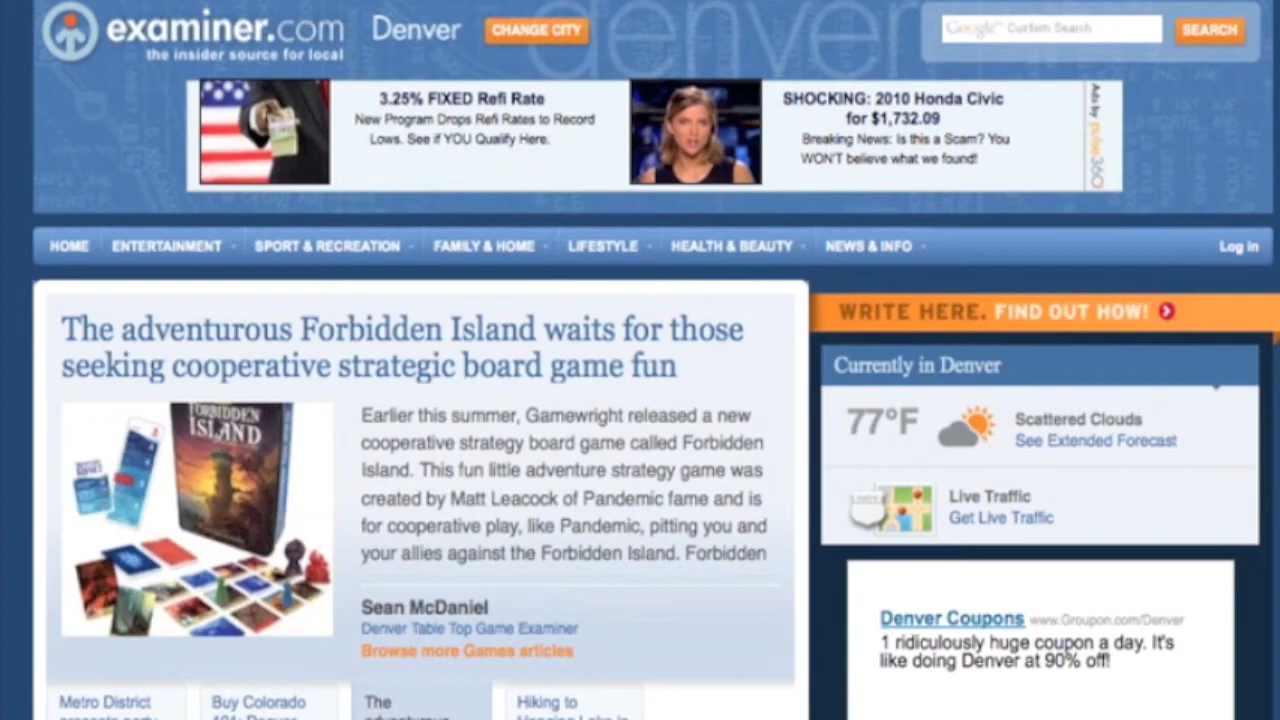 examiner.com
the insider source for local
Denver
CHANGE CITY
denver
Google™ Custom Search
SEARCH
3.25% FIXED Refi Rate
New Program Drops Refi Rates to Record
Lows. See if YOU Qualify Here.
SHOCKING: 2010 Honda Civic
for $1,732.09
Breaking News: Is this a Scam? You
WON'T believe what we found!
Ads by pulse360
HOME ENTERTAINMENT SPORT & RECREATION FAMILY & HOME LIFESTYLE HEALTH & BEAUTY NEWS & INFO Log in
The adventurous Forbidden Island waits for those
seeking cooperative strategic board game fun
FORBIDDEN
ISLAND
Earlier this summer, Gamewright released a new
cooperative strategy board game called Forbidden
Island. This fun little adventure strategy game was
created by Matt Leacock of Pandemic fame and is
for cooperative play, like Pandemic, pitting you and
your allies against the Forbidden Island. Forbidden
Sean McDaniel
Denver Table Top Game Examiner
Browse more Games articles
WRITE HERE. FIND OUT HOW!
Currently in Denver
77°F
Scattered Clouds
See Extended Forecast
Live Traffic
Get Live Traffic
Denver Coupons www.Groupon.com/Denver
1 ridiculously huge coupon a day. It's
like doing Denver at 90% off!
Metro District
Buy Colorado
The
Hiking to